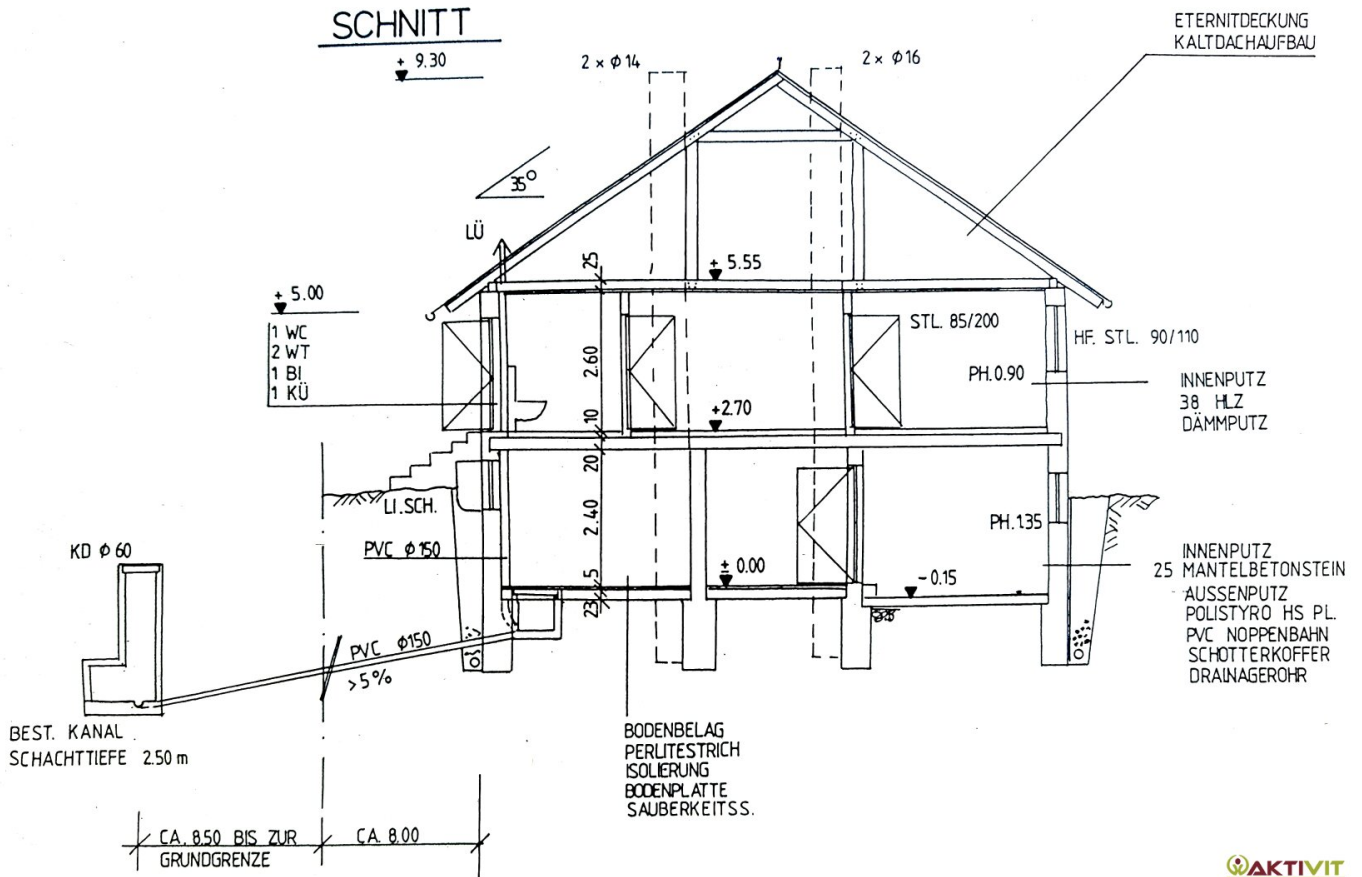 SCHNITT
+ 9.30
2 x Ø 14
2 x Ø 16
ETERNITDECKUNG
KALTDACHAUFBAU
35°
LÜ
25
+ 5.55
+ 5.00
1 WC
2 WT
1 BI
1 KÜ
2.60
STL. 85/200
HF. STL. 90/110
PH.0.90
INNENPUTZ
38 HLZ
DÄMMPUTZ
10
+2.70
20
LI.SCH.
2.40
PH.1.35
KD Ø 60
PVC Ø 150
5
± 0.00
- 0.15
INNENPUTZ
25 MANTELBETONSTEIN
AUSSENPUTZ
POLISTYRO HS PL.
PVC NOPPENBAHN
SCHOTTERKOFFER
DRAINAGEROHR
23
PVC Ø150
>5%
BEST. KANAL
SCHACHTTIEFE 2.50 m
BODENBELAG
PERLITESTRICH
ISOLIERUNG
BODENPLATTE
SAUBERKEITSS.
CA. 8.50 BIS ZUR
GRUNDGRENZE
CA. 8.00
AKTIVIT